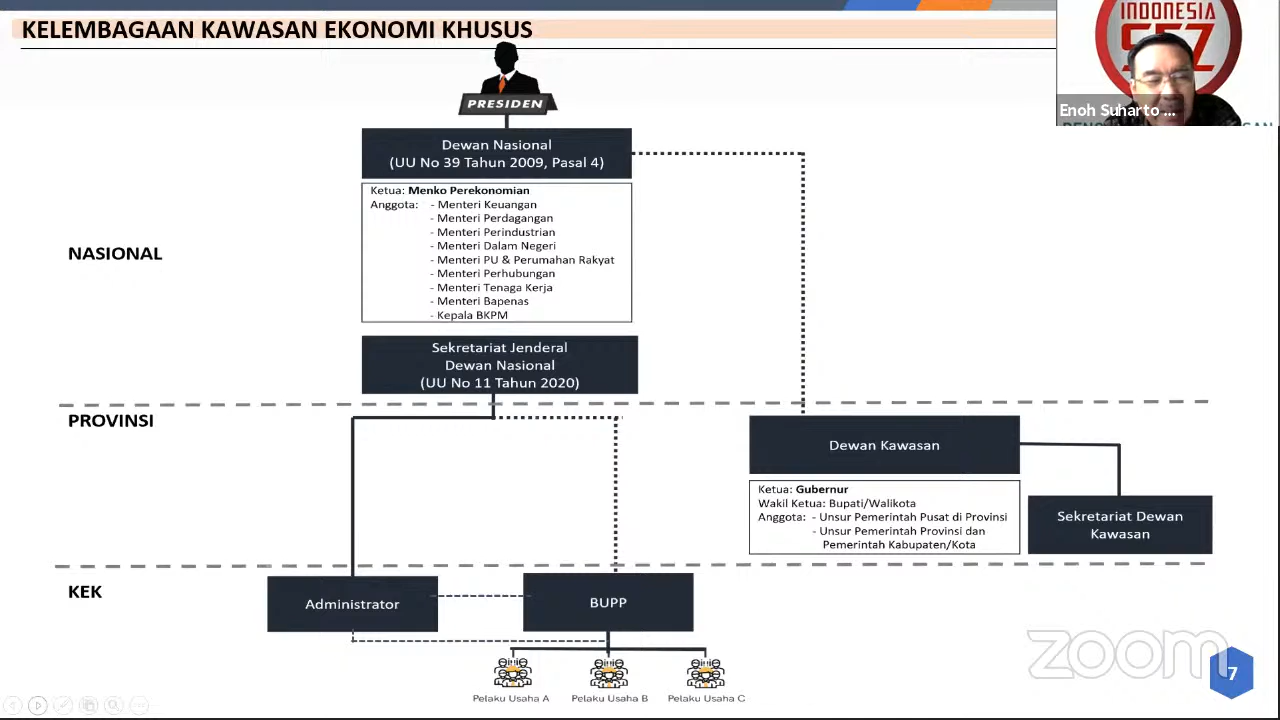 KELEMBAGAAN KAWASAN EKONOMI KHUSUS
INDONESIA
SEZ
Enoh Suharto ...
PRESIDEN
Dewan Nasional
(UU No 39 Tahun 2009, Pasal 4)
Ketua: Menko Perekonomian
Anggota: - Menteri Keuangan
- Menteri Perdagangan
- Menteri Perindustrian
- Menteri Dalam Negeri
- Menteri PU & Perumahan Rakyat
- Menteri Perhubungan
- Menteri Tenaga Kerja
- Menteri Bapenas
- Kepala BKPM
NASIONAL
Sekretariat Jenderal
Dewan Nasional
(UU No 11 Tahun 2020)
PROVINSI
Dewan Kawasan
Ketua: Gubernur
Wakil Ketua: Bupati/Walikota
Anggota: - Unsur Pemerintah Pusat di Provinsi
- Unsur Pemerintah Provinsi dan
Pemerintah Kabupaten/Kota
Sekretariat Dewan
Kawasan
KEK
Administrator
BUPP
Pelaku Usaha A
Pelaku Usaha B
Pelaku Usaha C
zoom
7